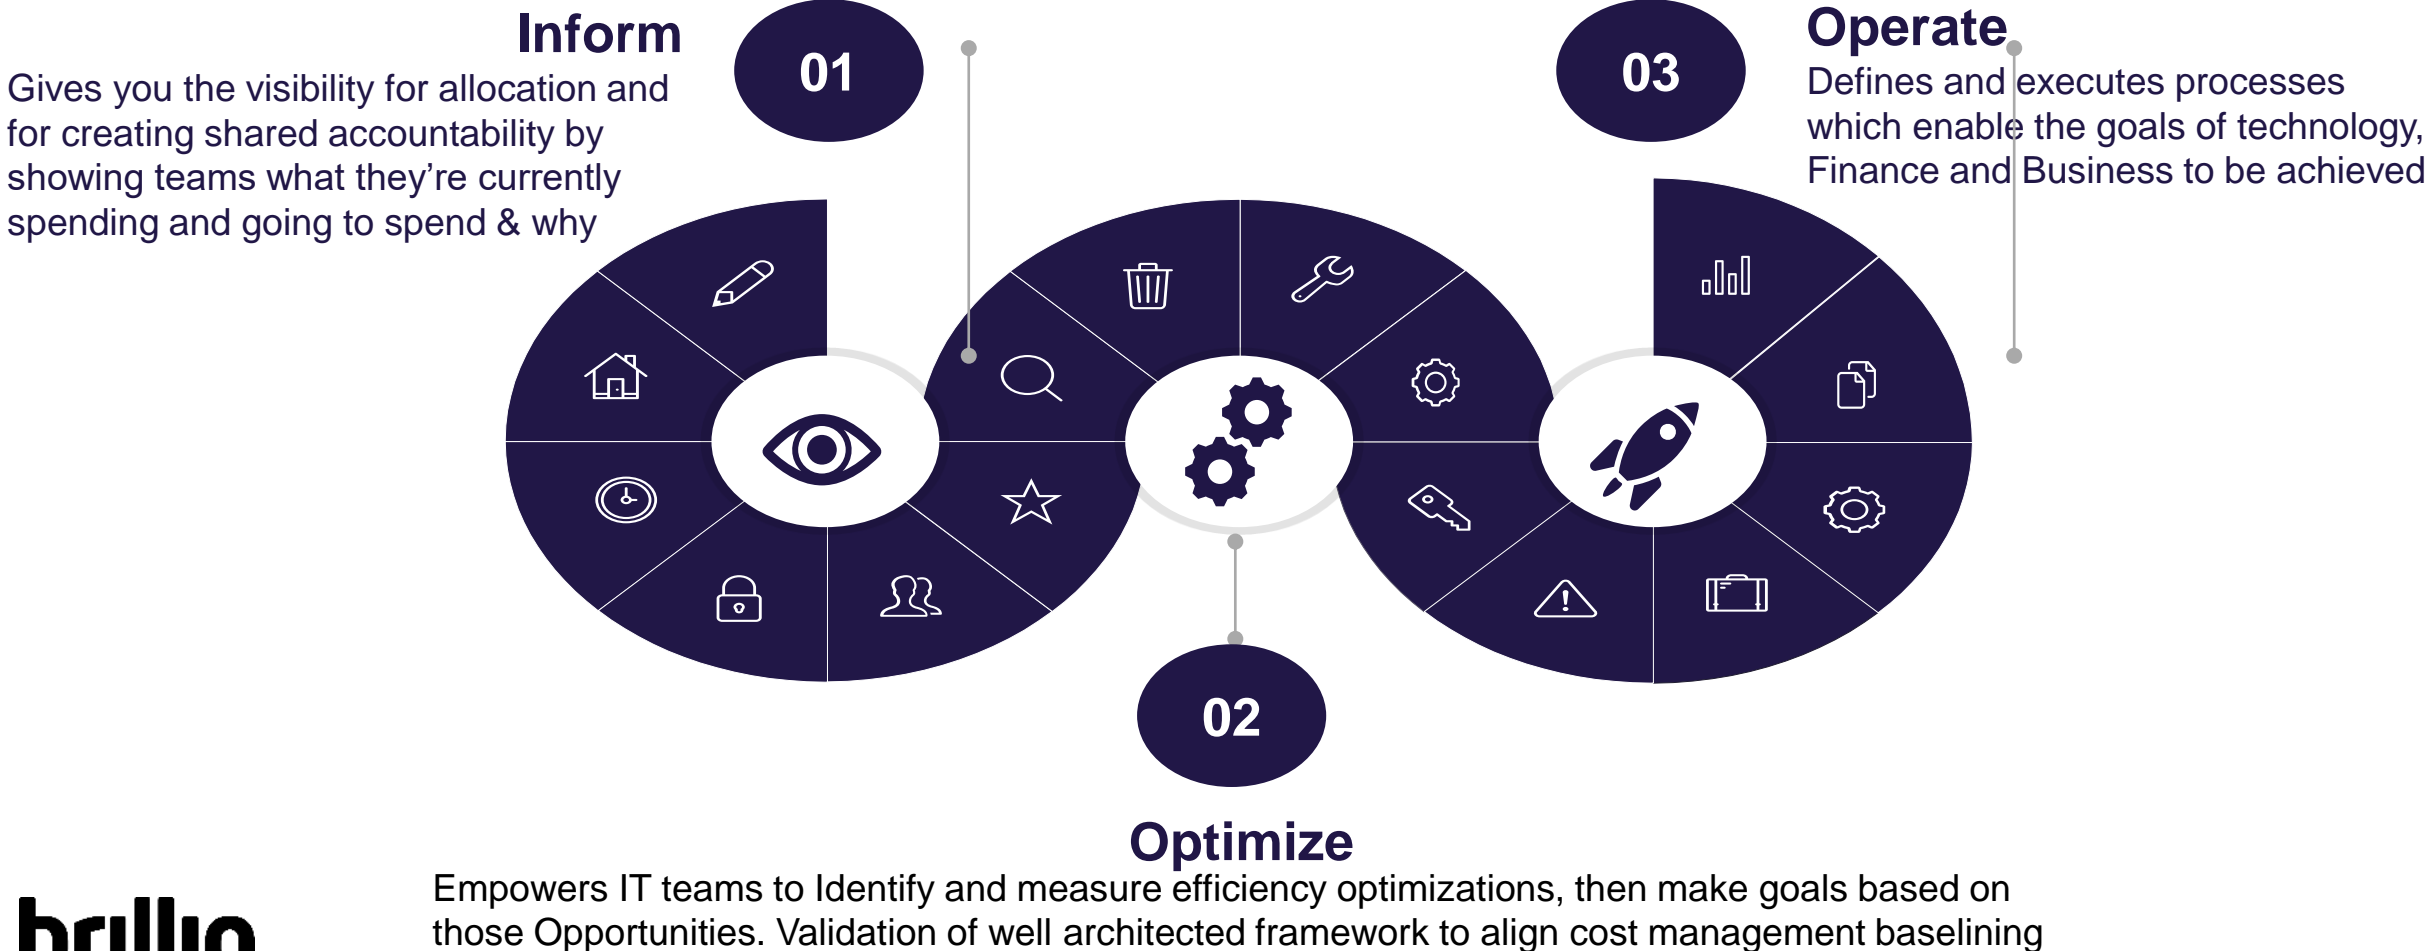 Inform
Gives you the visibility for allocation and
for creating shared accountability by
showing teams what they’re currently
spending and going to spend & why
01
03
Operate
Defines and executes processes
which enable the goals of technology,
Finance and Business to be achieved
02
Optimize
Empowers IT teams to Identify and measure efficiency optimizations, then make goals based on
those Opportunities. Validation of well architected framework to align cost management baselining
brillio